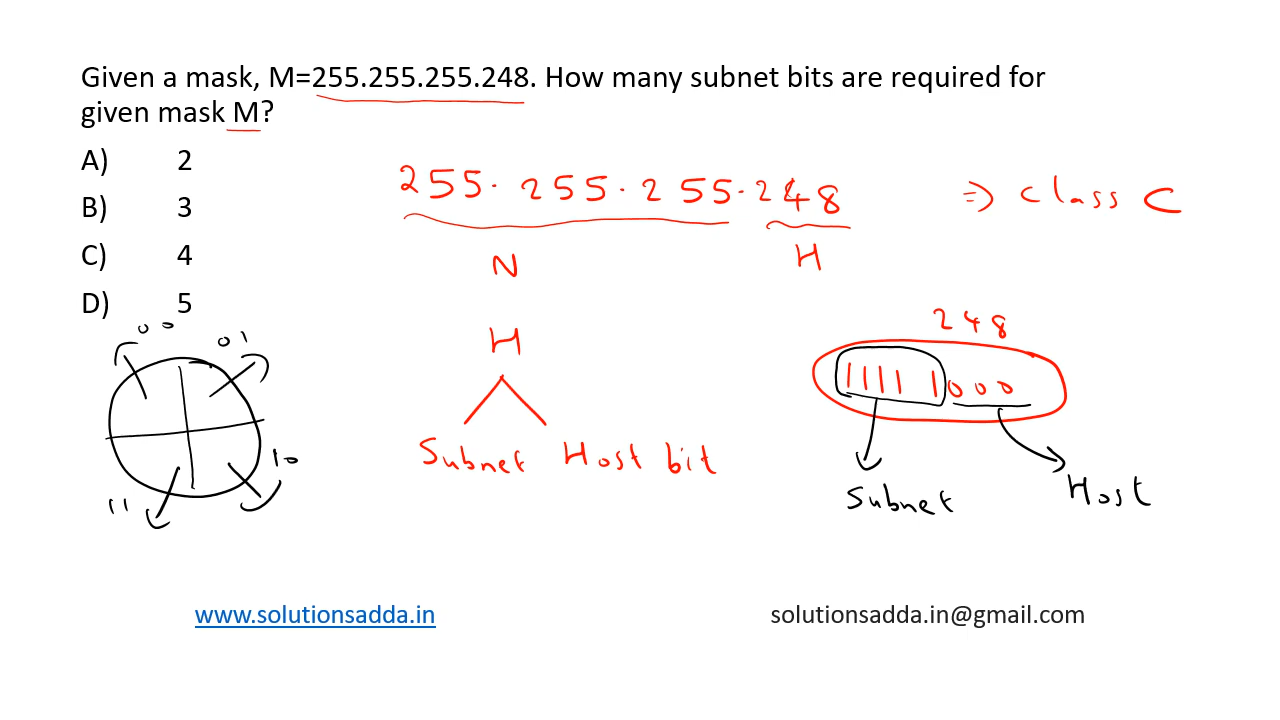 Given a mask, M=255.255.255.248. How many subnet bits are required for
given mask M?
A) 2
B) 3
C) 4
D) 5
255.255.255.248 => class C
N H
H
Subnet Host bit
00
01
10
11
248
11111000
Subnet Host
www.solutionsadda.in
solutionsadda.in@gmail.com